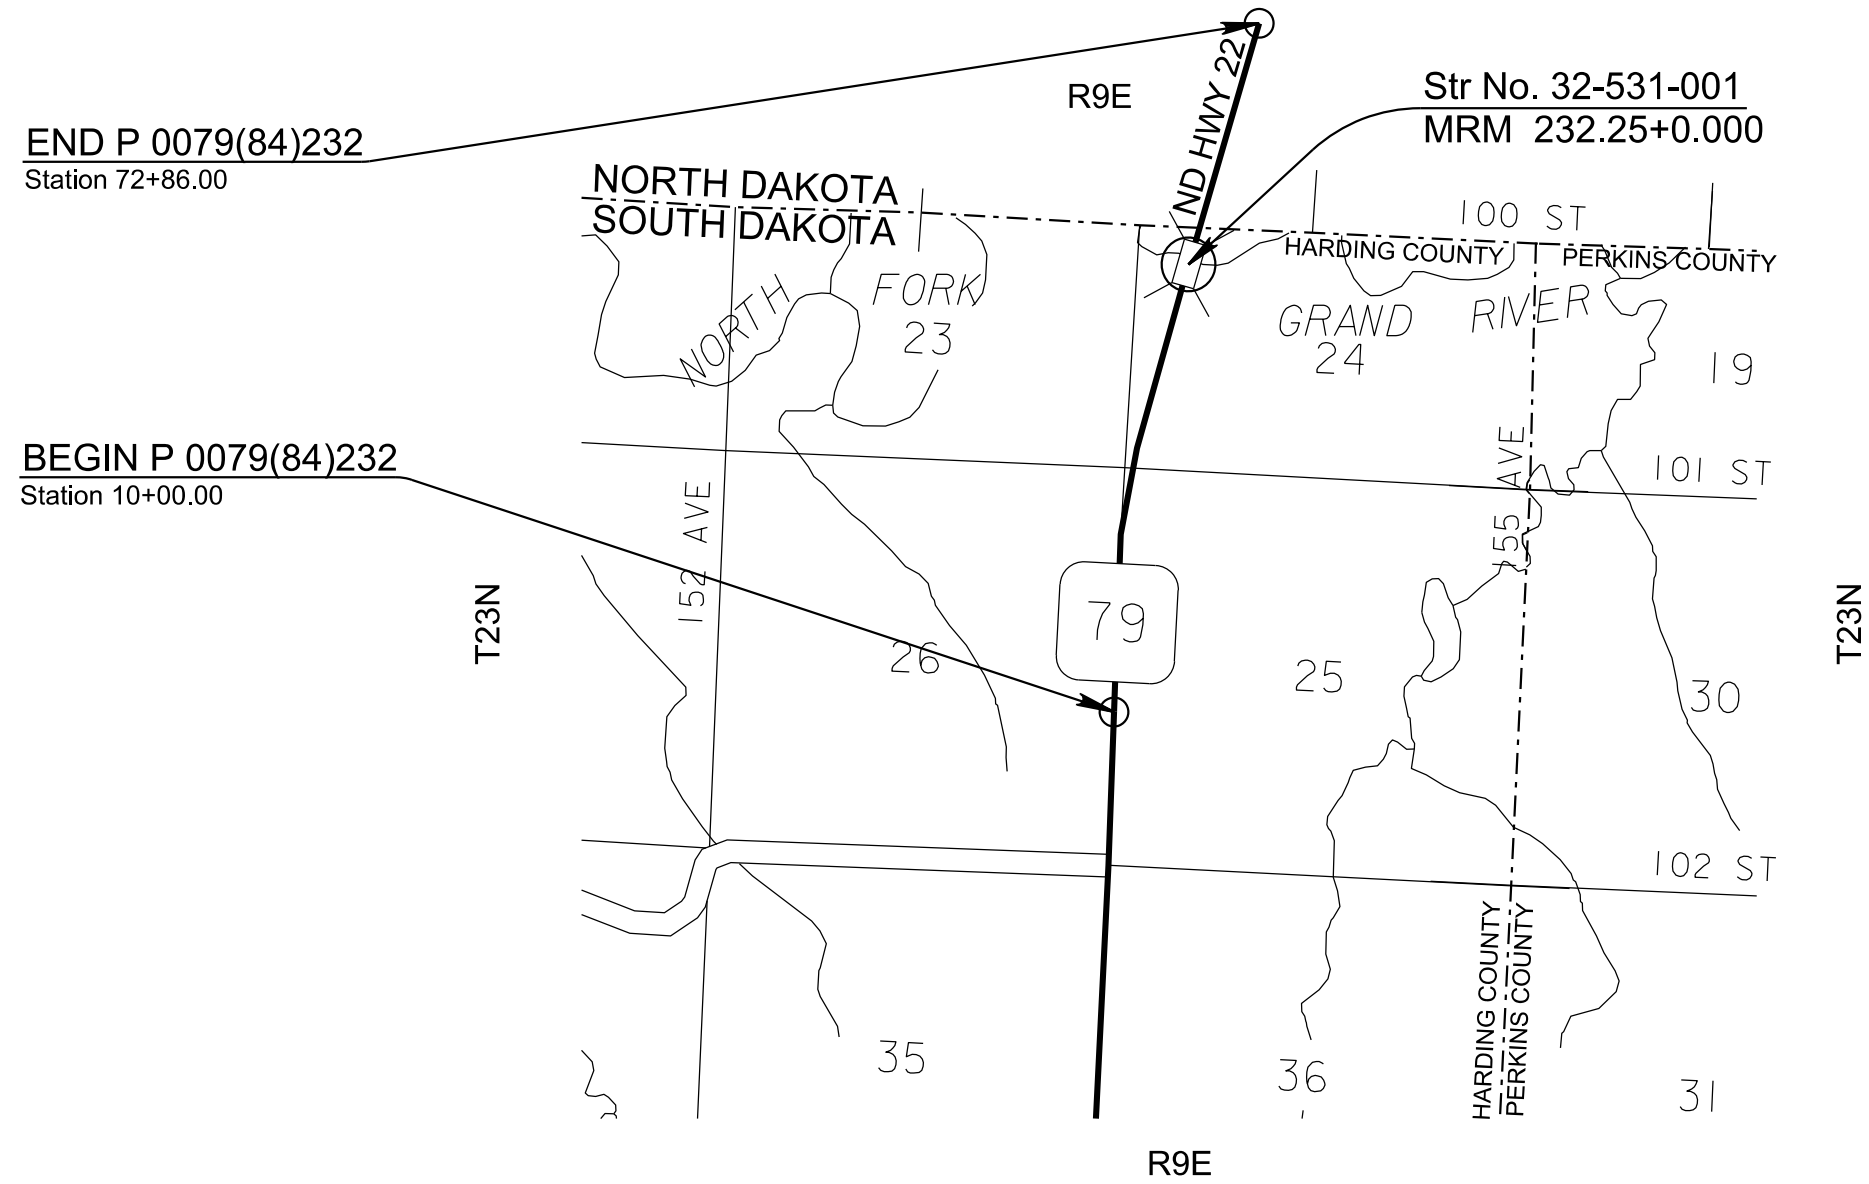 ND HWY 22
R9E
Str No. 32-531-001
MRM 232.25+0.000
END P 0079(84)232
Station 72+86.00
NORTH DAKOTA
SOUTH DAKOTA
100 ST
HARDING COUNTY
PERKINS COUNTY
NORTH
FORK
GRAND
RIVER
23
24
19
BEGIN P 0079(84)232
Station 10+00.00
101 ST
152 AVE
155 AVE
T23N
79
T23N
26
25
30
102 ST
HARDING COUNTY
PERKINS COUNTY
35
36
31
R9E